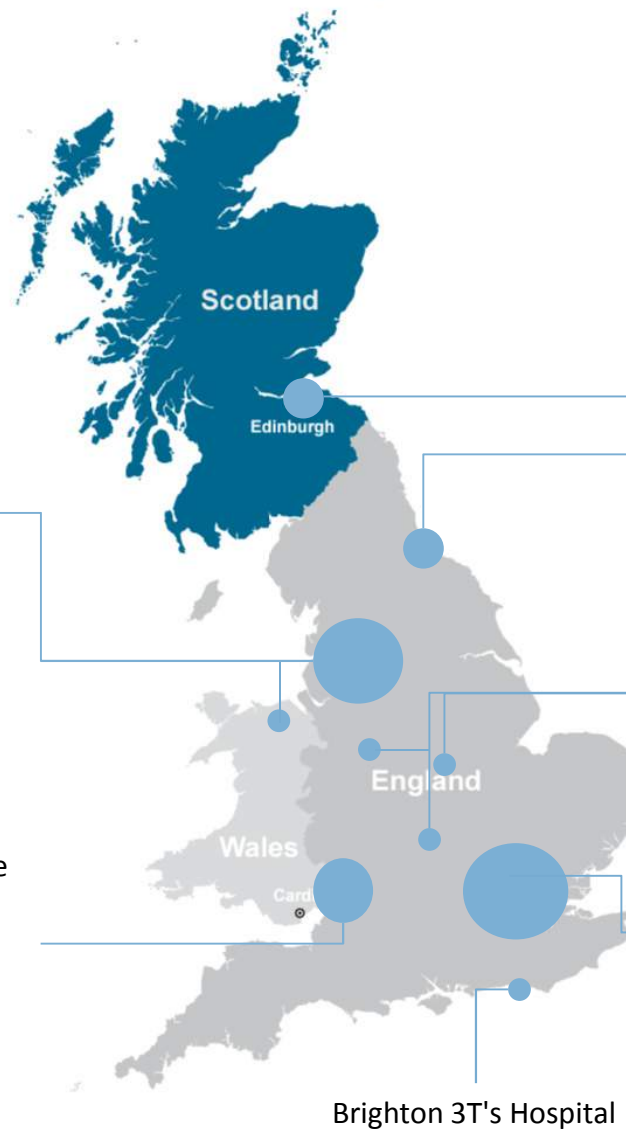 Scotland
Edinburgh
England
Wales
e
Card
Brighton 3T's Hospital